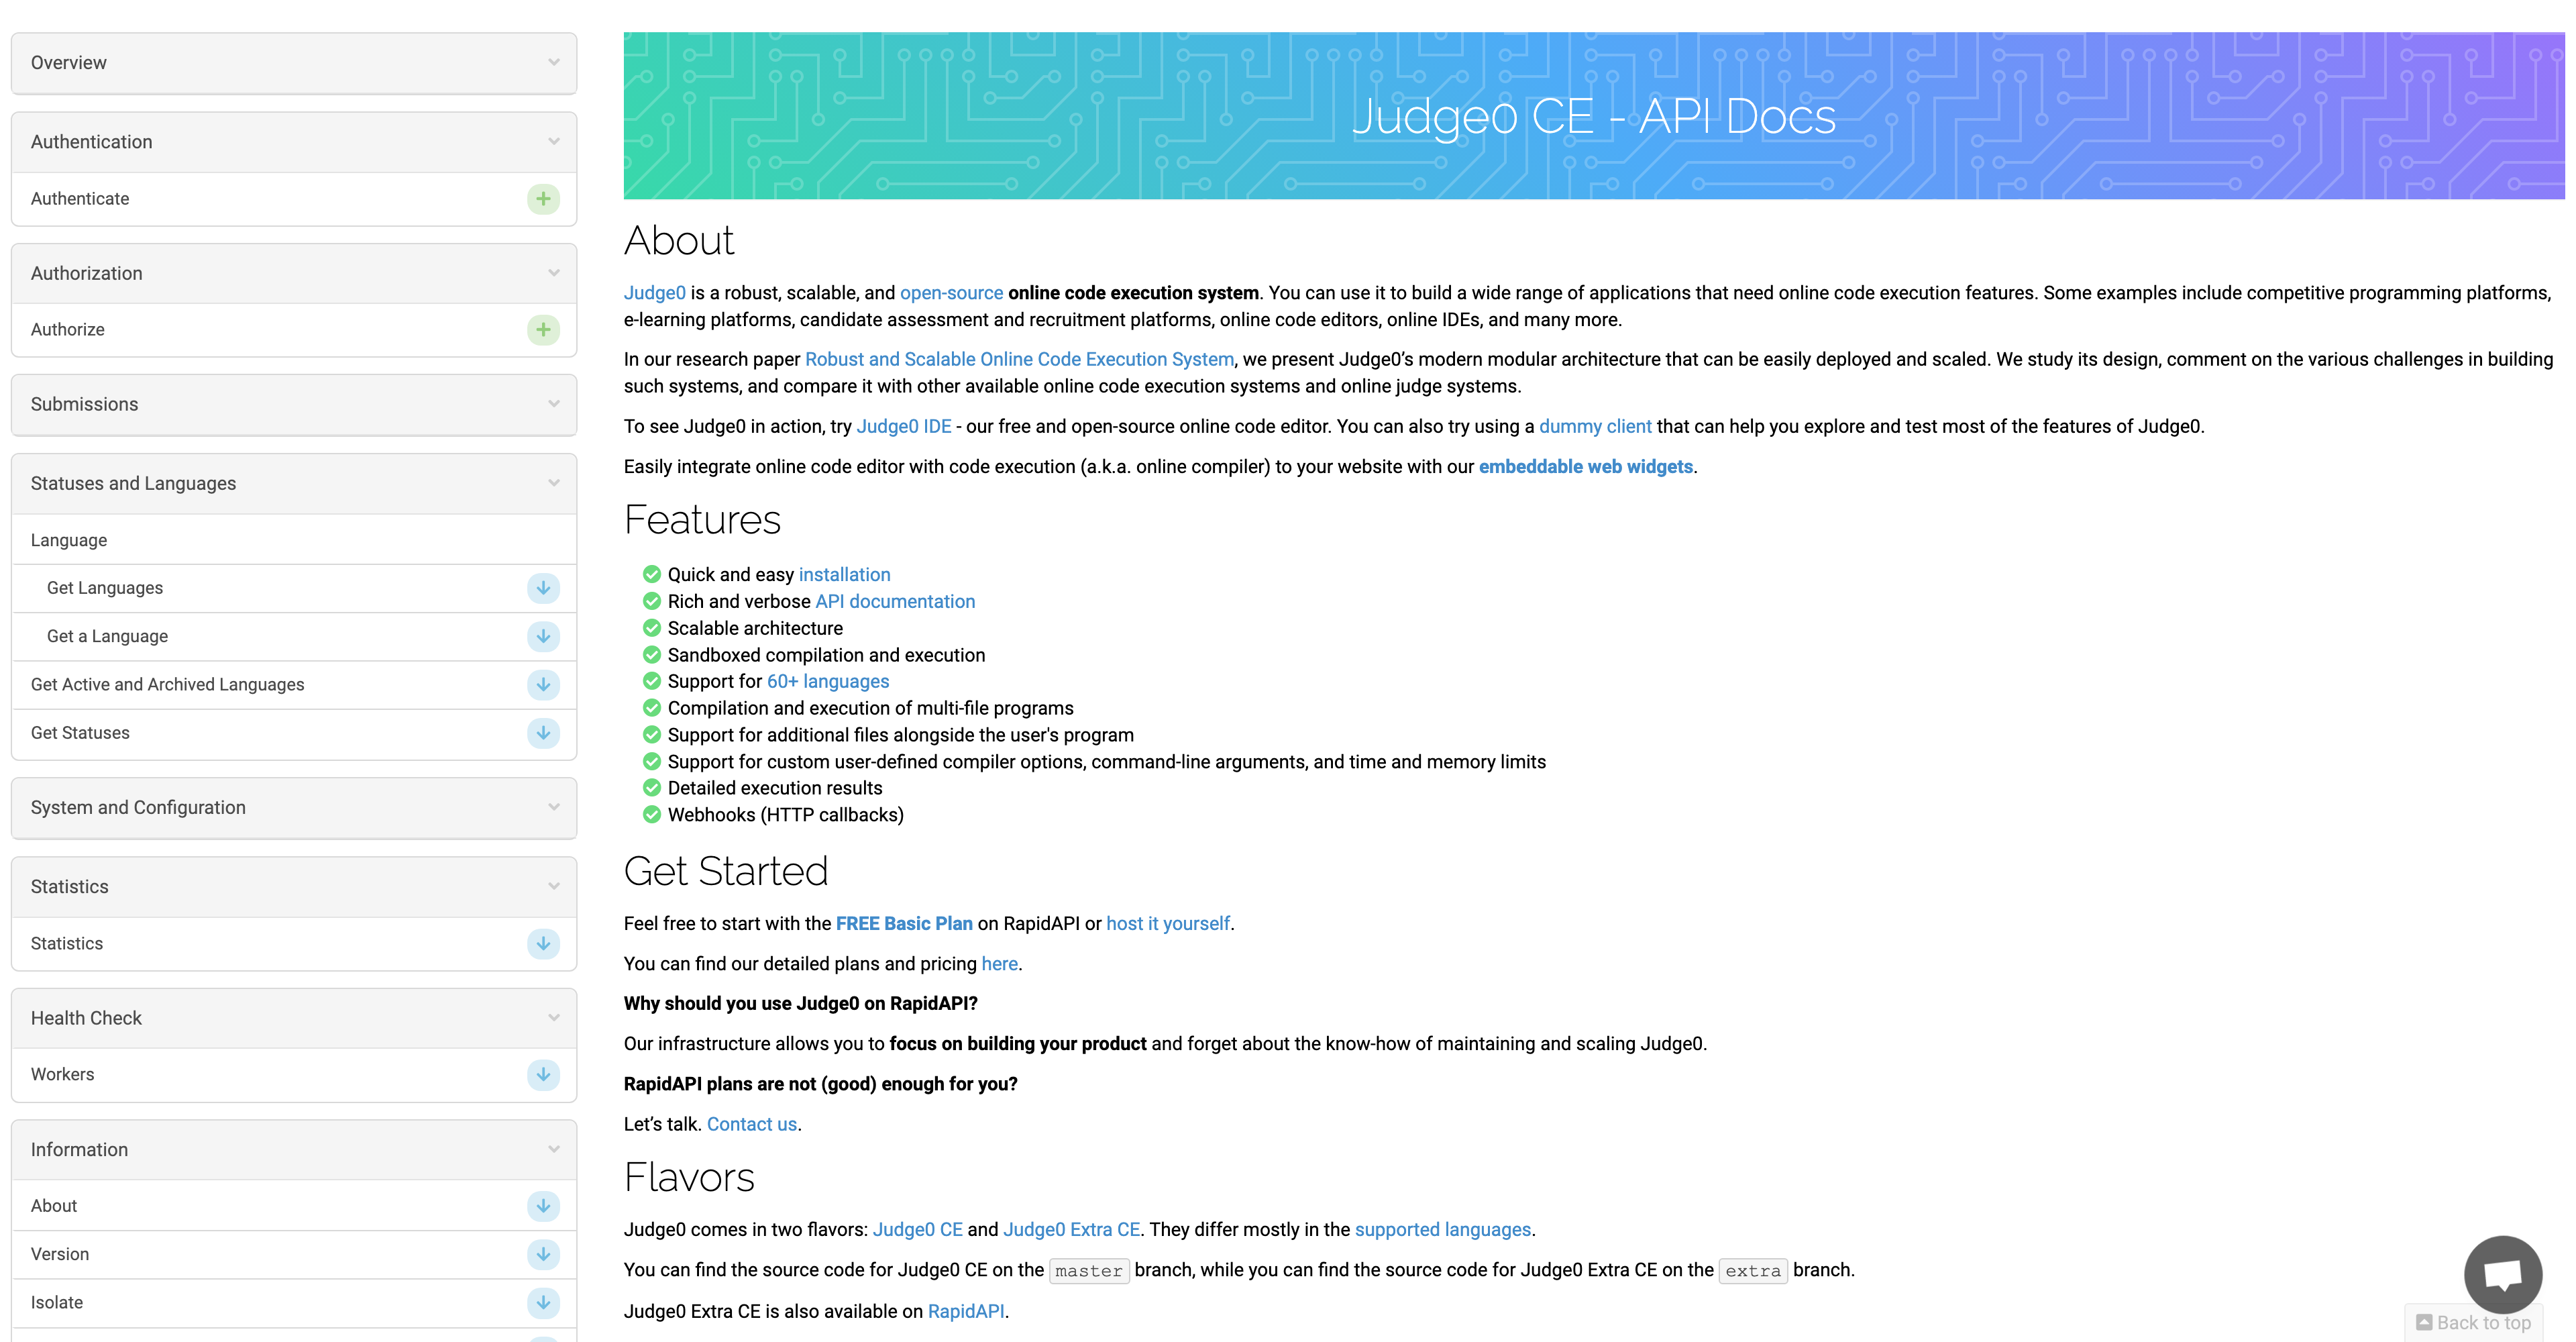 Overview
Authentication
Authenticate
Authorization
Authorize
Submissions
Statuses and Languages
Language
Get Languages
Get a Language
Get Active and Archived Languages
Get Statuses
System and Configuration
Statistics
Statistics
Health Check
Workers
Information
About
Version
Isolate
Judge0 CE - API Docs
About
Judge0 is a robust, scalable, and open-source online code execution system. You can use it to build a wide range of applications that need online code execution features. Some examples include competitive programming platforms,
e-learning platforms, candidate assessment and recruitment platforms, online code editors, online IDEs, and many more.
In our research paper Robust and Scalable Online Code Execution System, we present Judge0’s modern modular architecture that can be easily deployed and scaled. We study its design, comment on the various challenges in building
such systems, and compare it with other available online code execution systems and online judge systems.
To see Judge0 in action, try Judge0 IDE - our free and open-source online code editor. You can also try using a dummy client that can help you explore and test most of the features of Judge0.
Easily integrate online code editor with code execution (a.k.a. online compiler) to your website with our embeddable web widgets.
Features
Quick and easy installation
Rich and verbose API documentation
Scalable architecture
Sandboxed compilation and execution
Support for 60+ languages
Compilation and execution of multi-file programs
Support for additional files alongside the user's program
Support for custom user-defined compiler options, command-line arguments, and time and memory limits
Detailed execution results
Webhooks (HTTP callbacks)
Get Started
Feel free to start with the FREE Basic Plan on RapidAPI or host it yourself.
You can find our detailed plans and pricing here.
Why should you use Judge0 on RapidAPI?
Our infrastructure allows you to focus on building your product and forget about the know-how of maintaining and scaling Judge0.
RapidAPI plans are not (good) enough for you?
Let’s talk. Contact us.
Flavors
Judge0 comes in two flavors: Judge0 CE and Judge0 Extra CE. They differ mostly in the supported languages.
You can find the source code for Judge0 CE on the master branch, while you can find the source code for Judge0 Extra CE on the extra branch.
Judge0 Extra CE is also available on RapidAPI.
Back to top